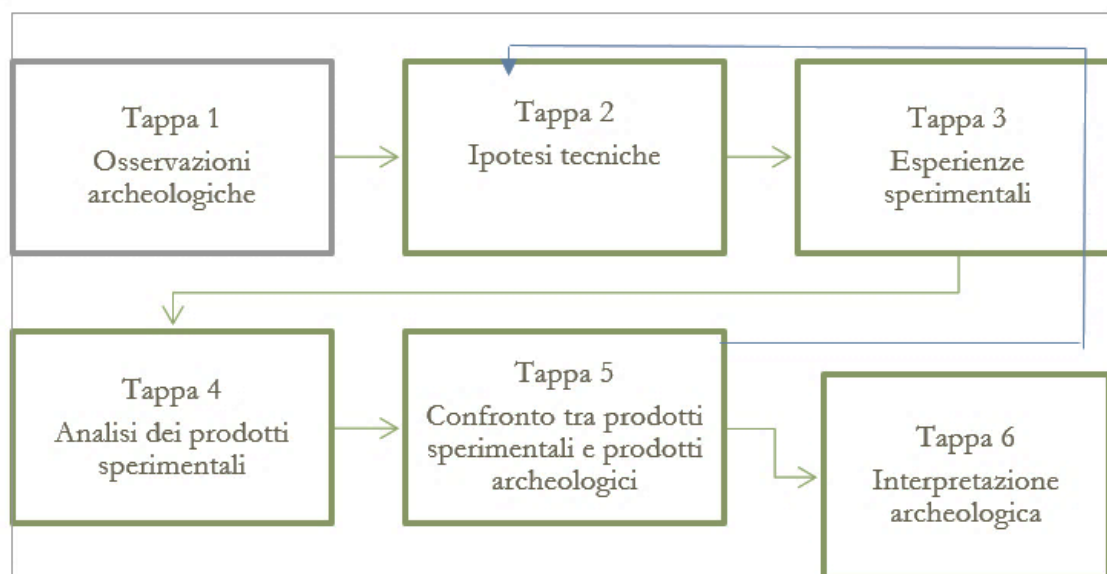 Tappa 1
Osservazioni
archeologiche
Tappa 2
Ipotesi tecniche
Tappa 3
Esperienze
sperimentali
Tappa 4
Analisi dei prodotti
sperimentali
Tappa 5
Confronto tra prodotti
sperimentali e prodotti
archeologici
Tappa 6
Interpretazione
archeologica